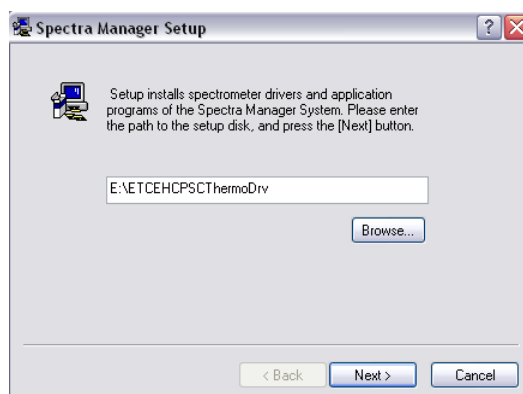 Spectra Manager Setup
Setup installs spectrometer drivers and application
programs of the Spectra Manager System. Please enter
the path to the setup disk, and press the [Next] button.
E:\ETCEHCPSCThermoDrv
Browse...
< Back
Next >
Cancel